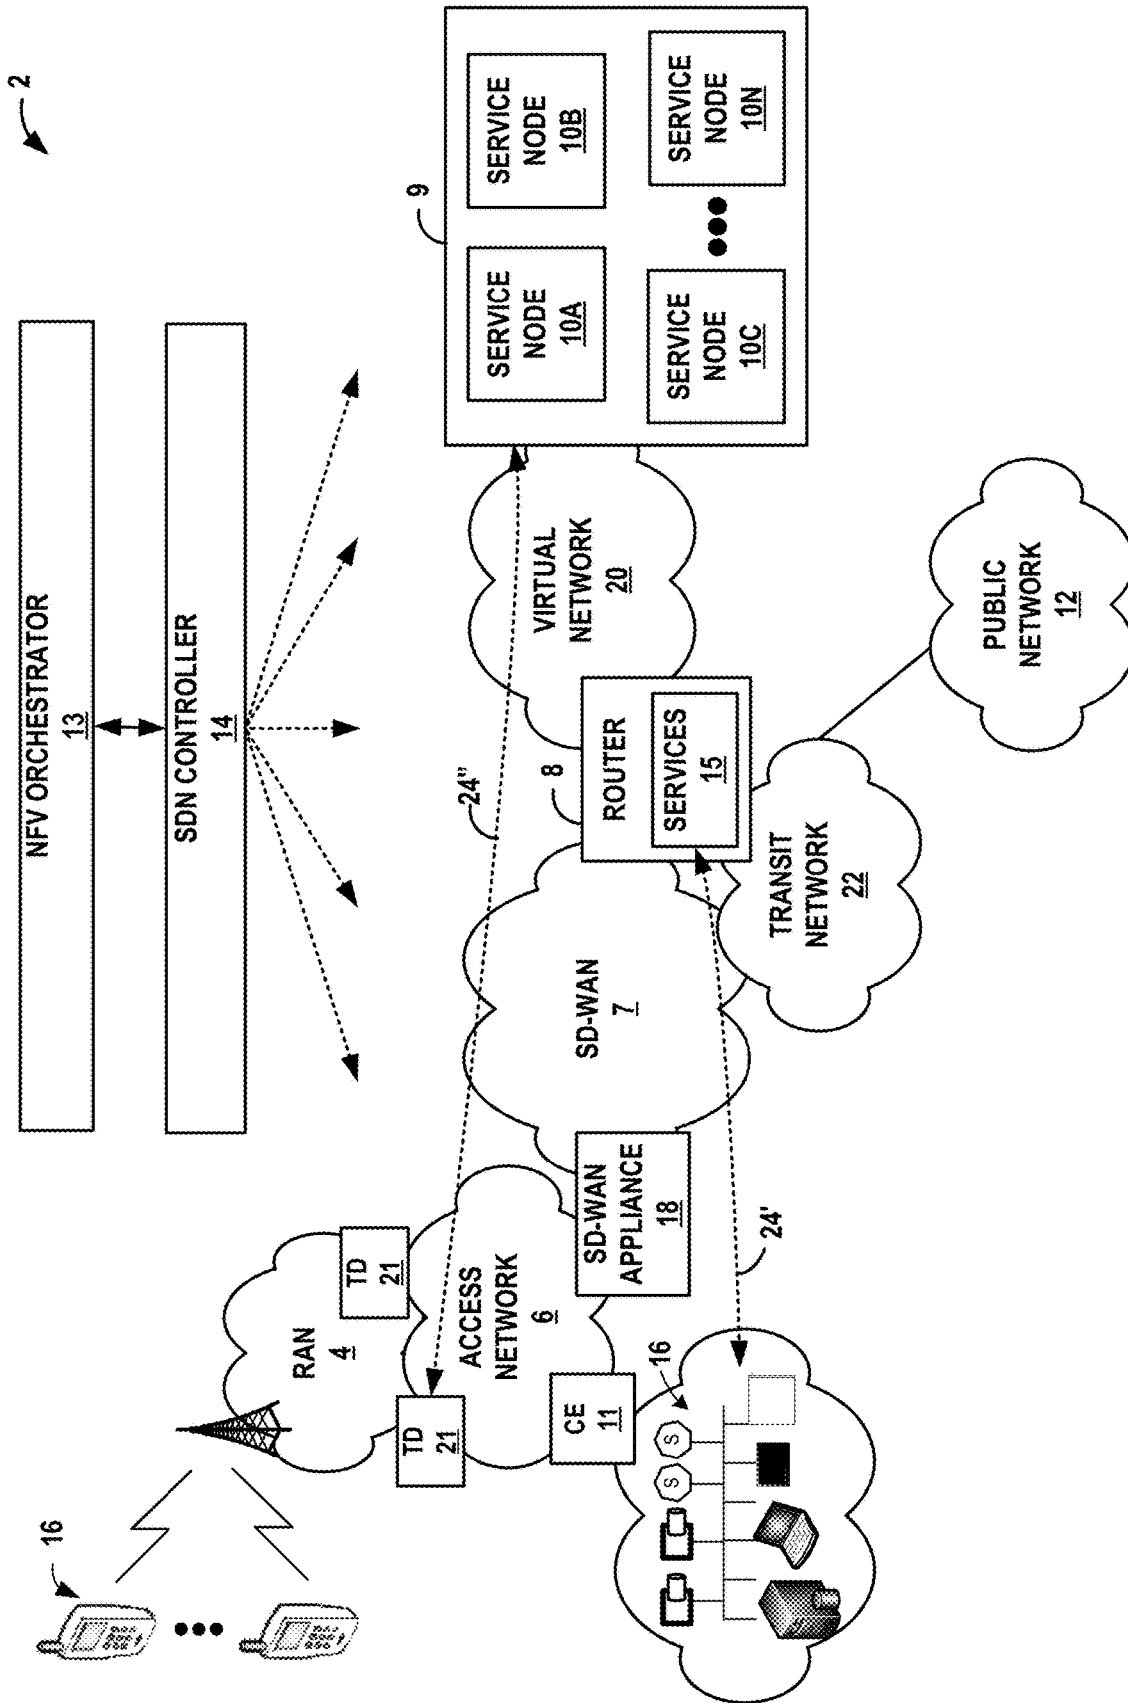 2
NFV ORCHESTRATOR
13
SDN CONTROLLER
14
16
RAN
4
TD
21
TD
21
ACCESS
NETWORK
6
CE
11
SD-WAN
APPLIANCE
18
SD-WAN
7
24"
8
ROUTER
SERVICES
15
VIRTUAL
NETWORK
20
9
SERVICE
NODE
10A
SERVICE
NODE
10B
SERVICE
NODE
10C
SERVICE
NODE
10N
16
S
S
24'
TRANSIT
NETWORK
22
PUBLIC
NETWORK
12